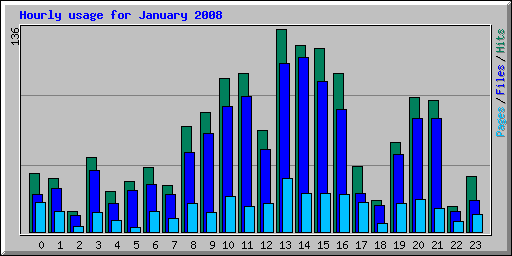 Hourly usage for January 2008
136
Pages / Files / Hits
0 1 2 3 4 5 6 7 8 9 10 11 12 13 14 15 16 17 18 19 20 21 22 23